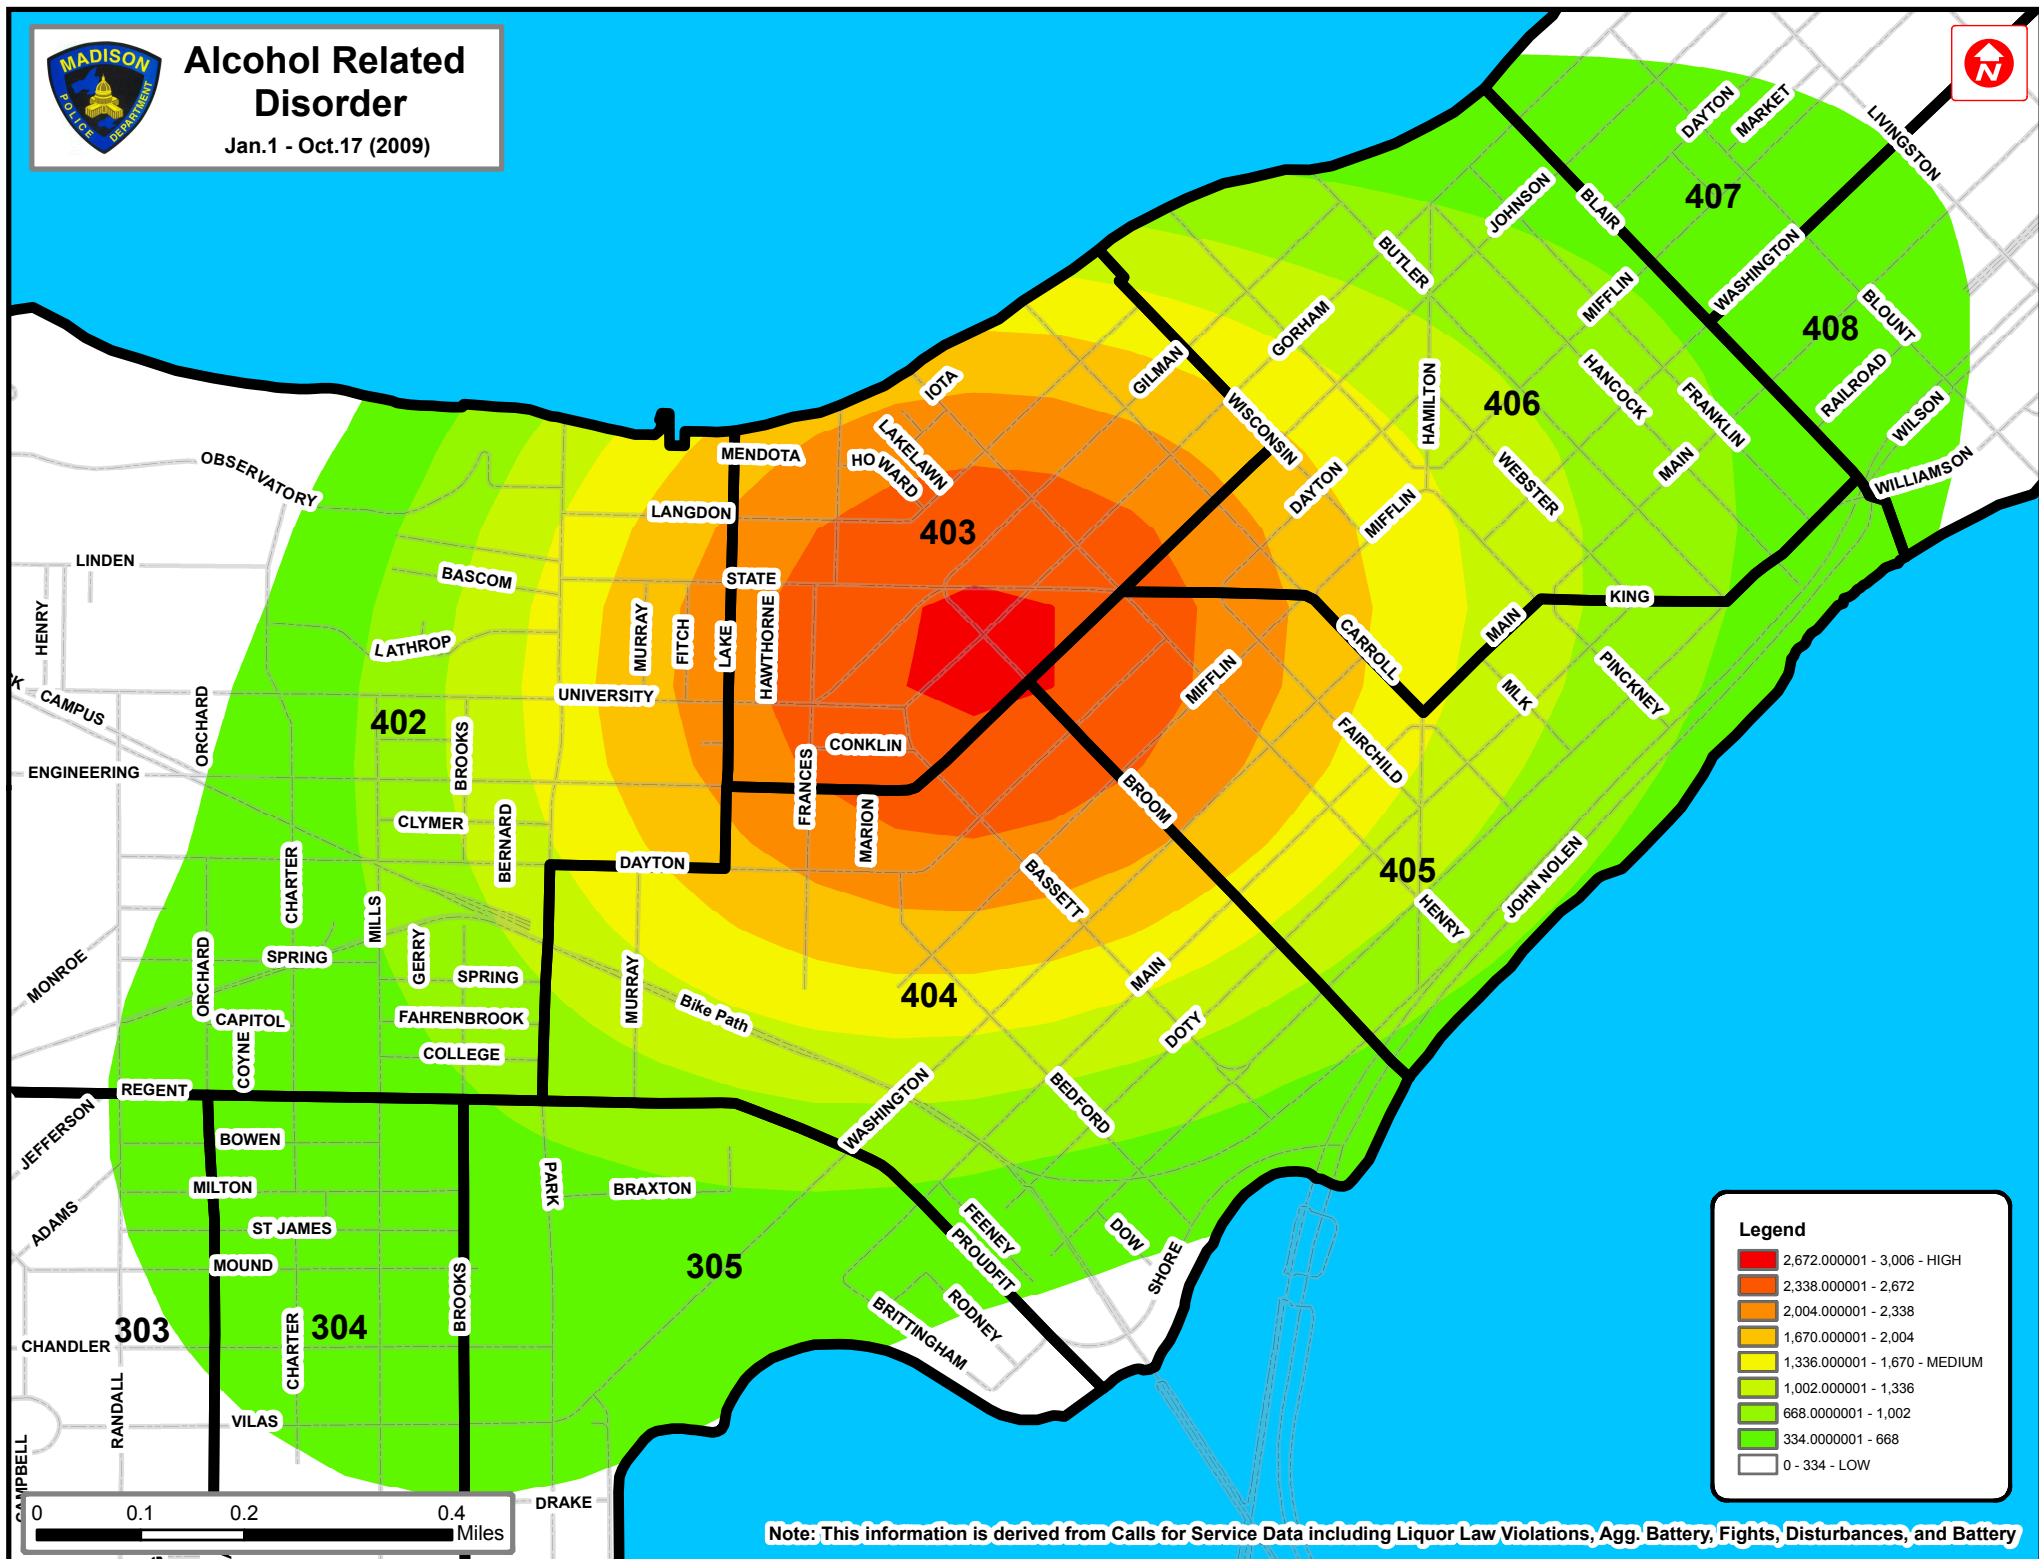 MADISON
POLICE
DEPARTMENT
Alcohol Related
Disorder
Jan.1 - Oct.17 (2009)
N
DAYTON
MARKET
LIVINGSTON
407
JOHNSON
BLAIR
WASHINGTON
BUTLER
MIFFLIN
BLOUNT
408
GORHAM
GILMAN
HAMILTON
406
HANCOCK
FRANKLIN
RAILROAD
WILSON
IOTA
WISCONSIN
LAKELAWN
HOWARD
MENDOTA
OBSERVATORY
DAYTON
WEBSTER
MAIN
WILLIAMSON
MIFFLIN
LANGDON
403
LINDEN
BASCOM
STATE
HENRY
MURRAY
FITCH
LAKE
HAWTHORNE
KING
LATHROP
CARROLL
MAIN
PINCKNEY
CK
CAMPUS
ORCHARD
UNIVERSITY
MIFFLIN
MLK
402
BROOKS
CONKLIN
FAIRCHILD
ENGINEERING
FRANCES
BROOM
CLYMER
BERNARD
MARION
DAYTON
CHARTER
BASSETT
405
JOHN NOLEN
MILLS
HENRY
ORCHARD
SPRING
GERRY
SPRING
MONROE
MURRAY
404
MAIN
CAPITOL
FAHRENBROOK
Bike Path
DOTY
COYNE
COLLEGE
REGENT
WASHINGTON
BEDFORD
JEFFERSON
BOWEN
MILTON
PARK
BRAXTON
ADAMS
ST JAMES
FEENEY
DOW
MOUND
305
PROUDFIT
SHORE
BROOKS
303
304
CHARTER
RODNEY
BRITTINGHAM
CHANDLER
RANDALL
VILAS
CAMPBELL
DRAKE
Legend
2,672.000001 - 3,006 - HIGH
2,338.000001 - 2,672
2,004.000001 - 2,338
1,670.000001 - 2,004
1,336.000001 - 1,670 - MEDIUM
1,002.000001 - 1,336
668.0000001 - 1,002
334.0000001 - 668
0 - 334 - LOW
0 0.1 0.2 0.4
Miles
Note: This information is derived from Calls for Service Data including Liquor Law Violations, Agg. Battery, Fights, Disturbances, and Battery